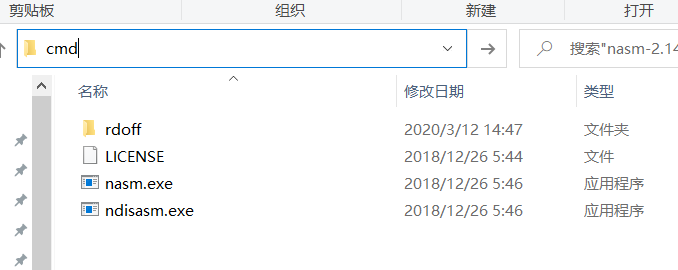 剪贴板 组织 新建 打开
cmd 搜索"nasm-2.14
名称 修改日期 类型
rdoff 2020/3/12 14:47 文件夹
LICENSE 2018/12/26 5:44 文件
nasm.exe 2018/12/26 5:46 应用程序
ndisasm.exe 2018/12/26 5:46 应用程序